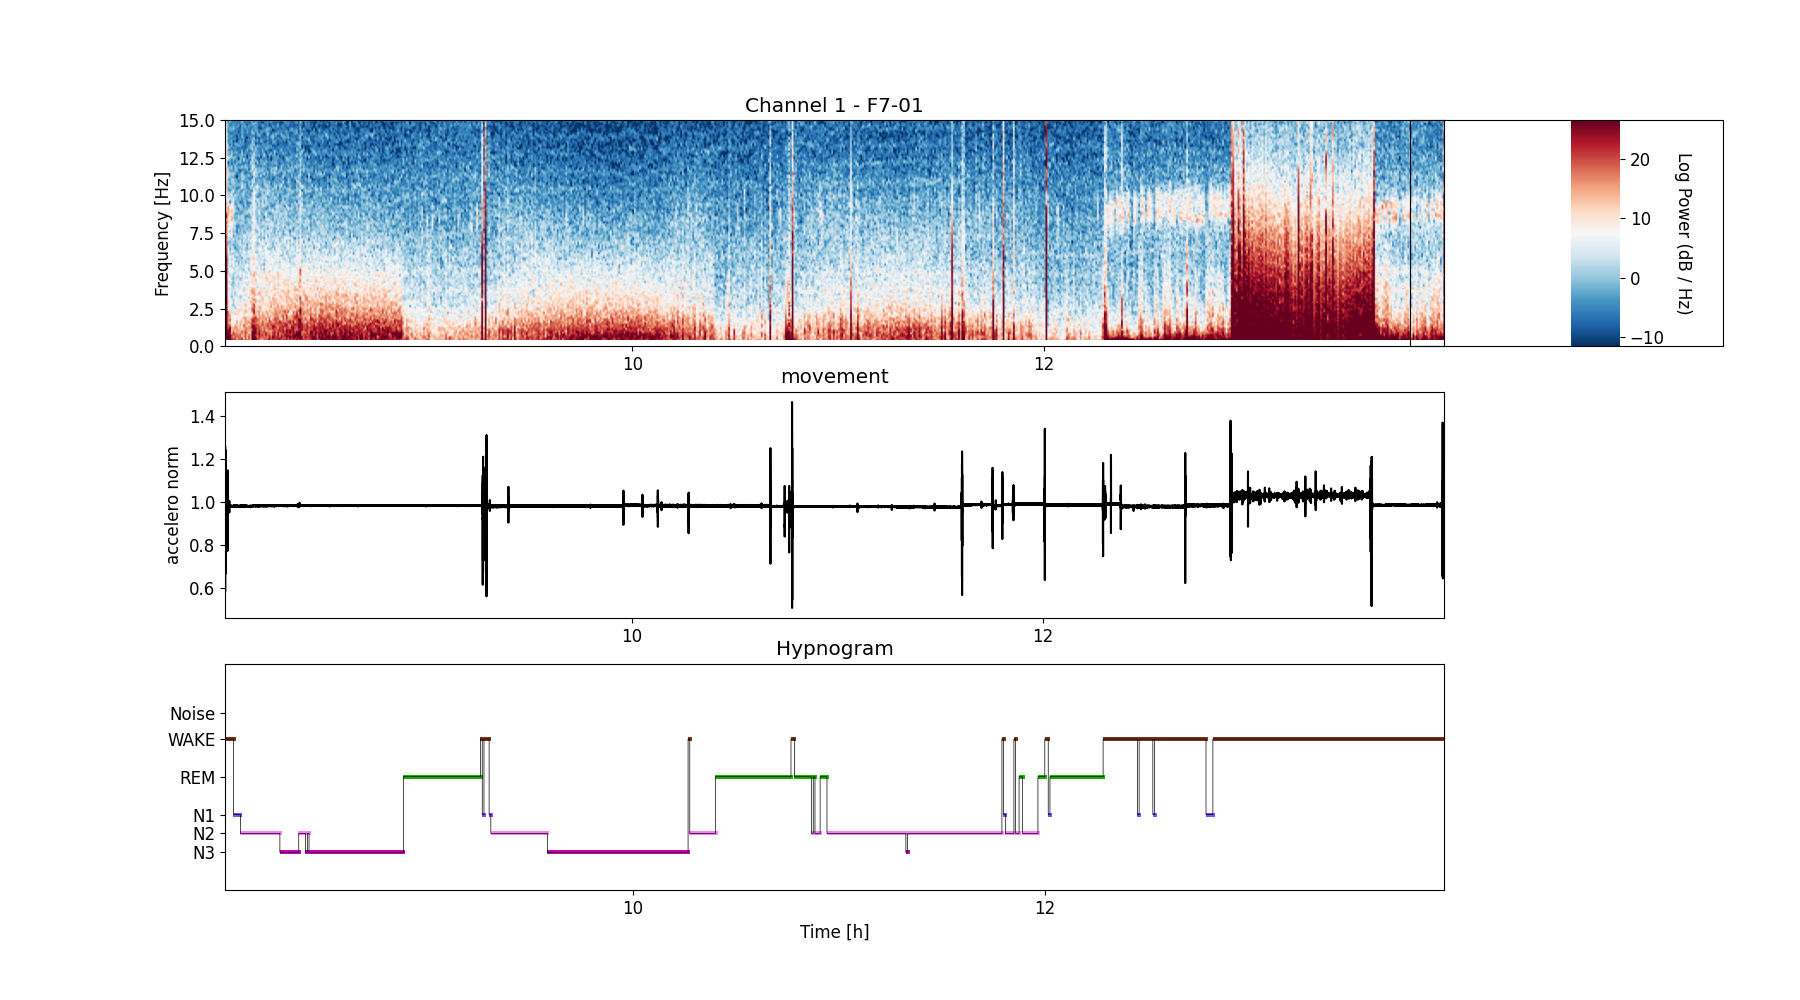 Channel 1 - F7-01
15.0
12.5
10.0
7.5
5.0
2.5
0.0
Frequency [Hz]
10
12
20
10
0
−10
Log Power (dB / Hz)
movement
1.4
1.2
1.0
0.8
0.6
accelero norm
10
12
Hypnogram
Noise
WAKE
REM
N1
N2
N3
10
12
Time [h]